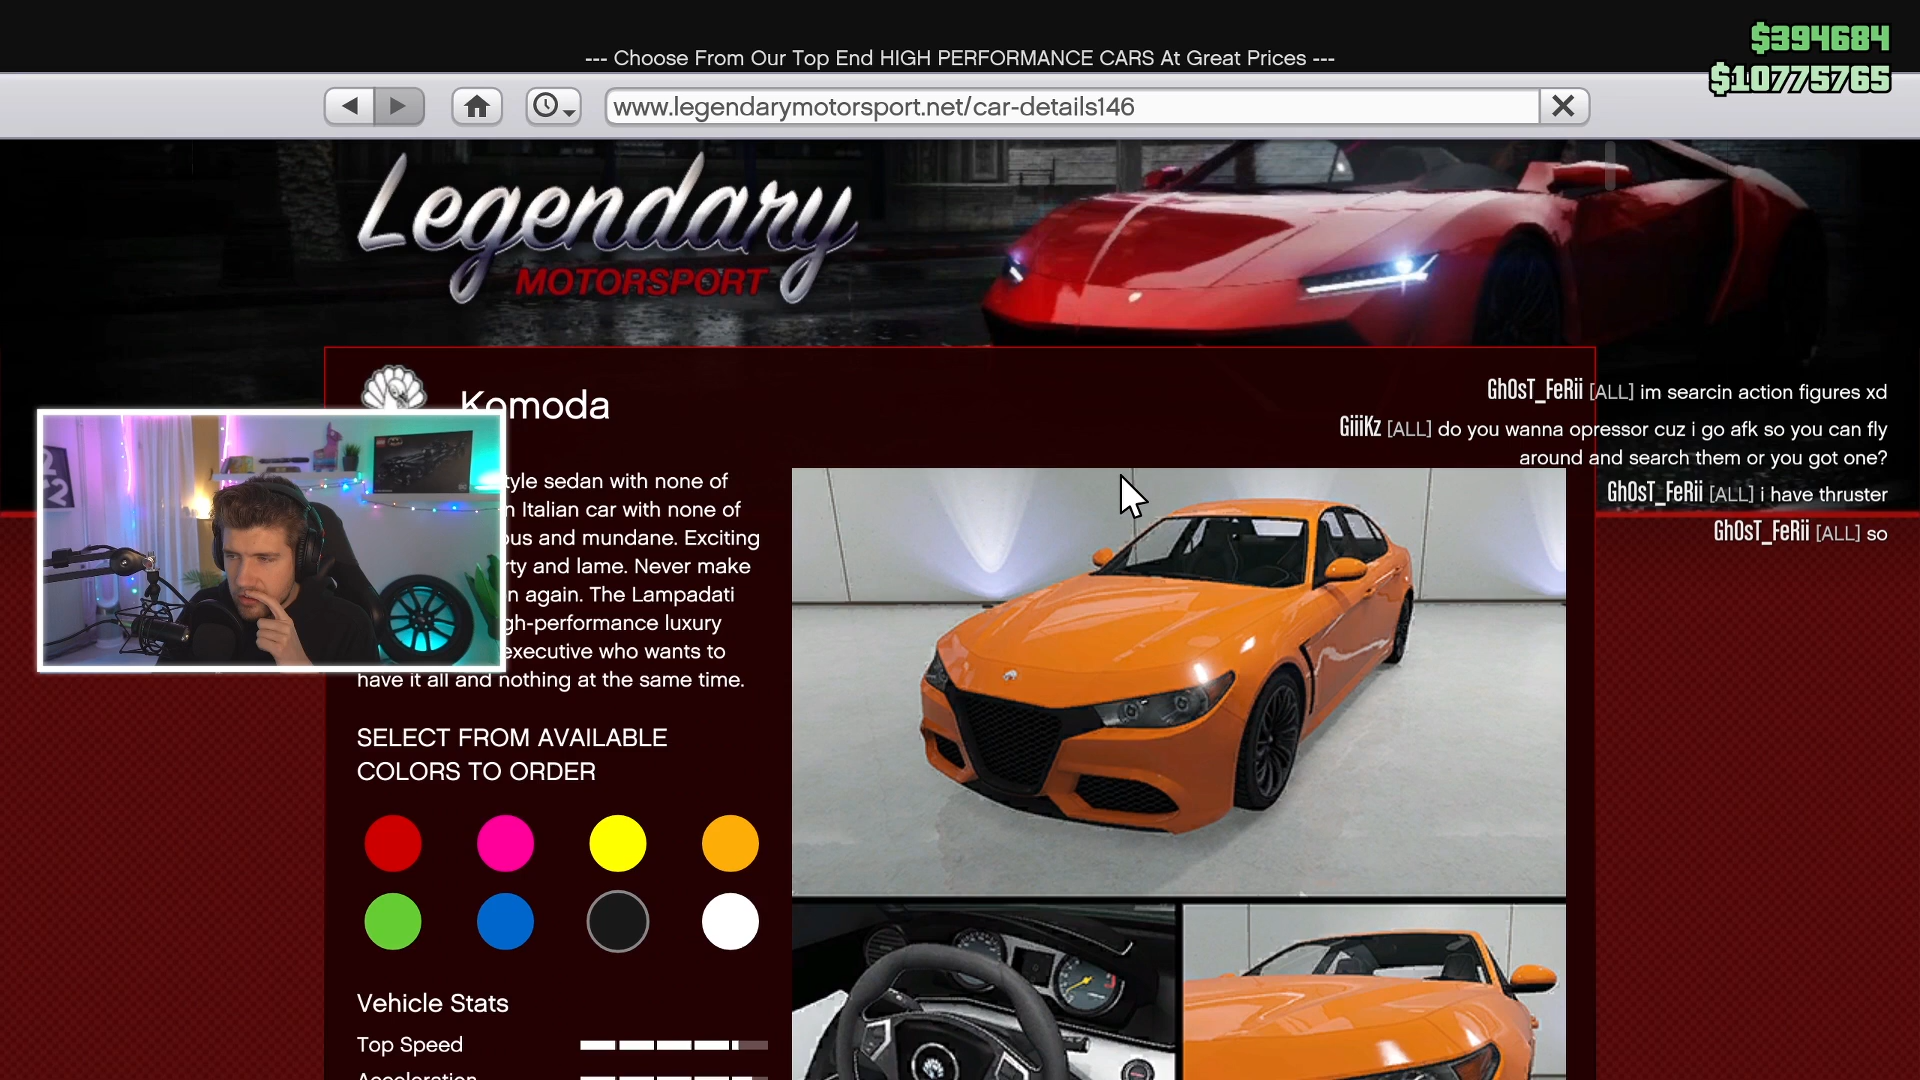 $394684
--- Choose From Our Top End HIGH PERFORMANCE CARS At Great Prices ---
$10775765
www.legendarymotorsport.net/car-details146
Legendary
MOTORSPORT
Komoda
GhOsT_FeRii [ALL] im searcin action figures xd
GiiiKz [ALL] do you wanna opressor cuz i go afk so you can fly
around and search them or you got one?
GhOsT_FeRii [ALL] i have thruster
GhOsT_FeRii [ALL] so
style sedan with none of
Italian car with none of
and mundane. Exciting
and lame. Never make
again. The Lampadati
high-performance luxury
executive who wants to
have it all and nothing at the same time.
SELECT FROM AVAILABLE
COLORS TO ORDER
Vehicle Stats
Top Speed
Acceleration